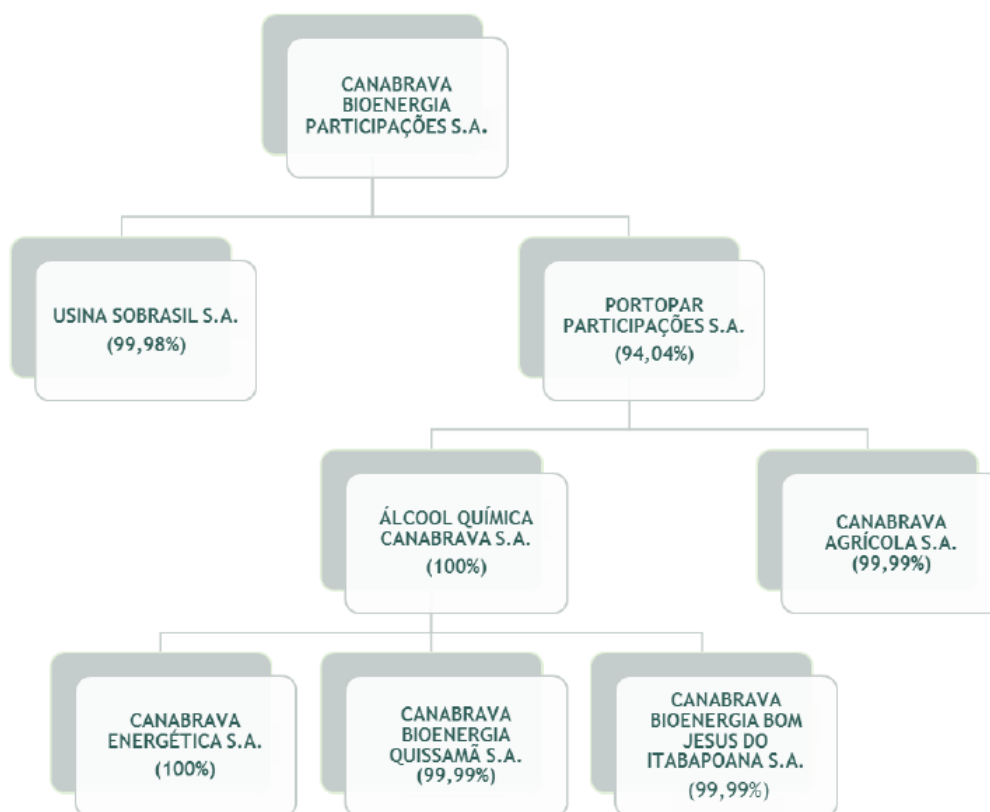 CANABRAVA
BIOENERGIA
PARTICIPAÇÕES S.A.
USINA SOBRASIL S.A.
(99,98%)
PORTOPAR
PARTICIPAÇÕES S.A.
(94,04%)
ÁLCOOL QUÍMICA
CANABRAVA S.A.
(100%)
CANABRAVA
AGRÍCOLA S.A.
(99,99%)
CANABRAVA
ENERGÉTICA S.A.
(100%)
CANABRAVA
BIOENERGIA
QUISSAMÃ S.A.
(99,99%)
CANABRAVA
BIOENERGIA BOM
JESUS DO
ITABAPOANA S.A.
(99,99%)